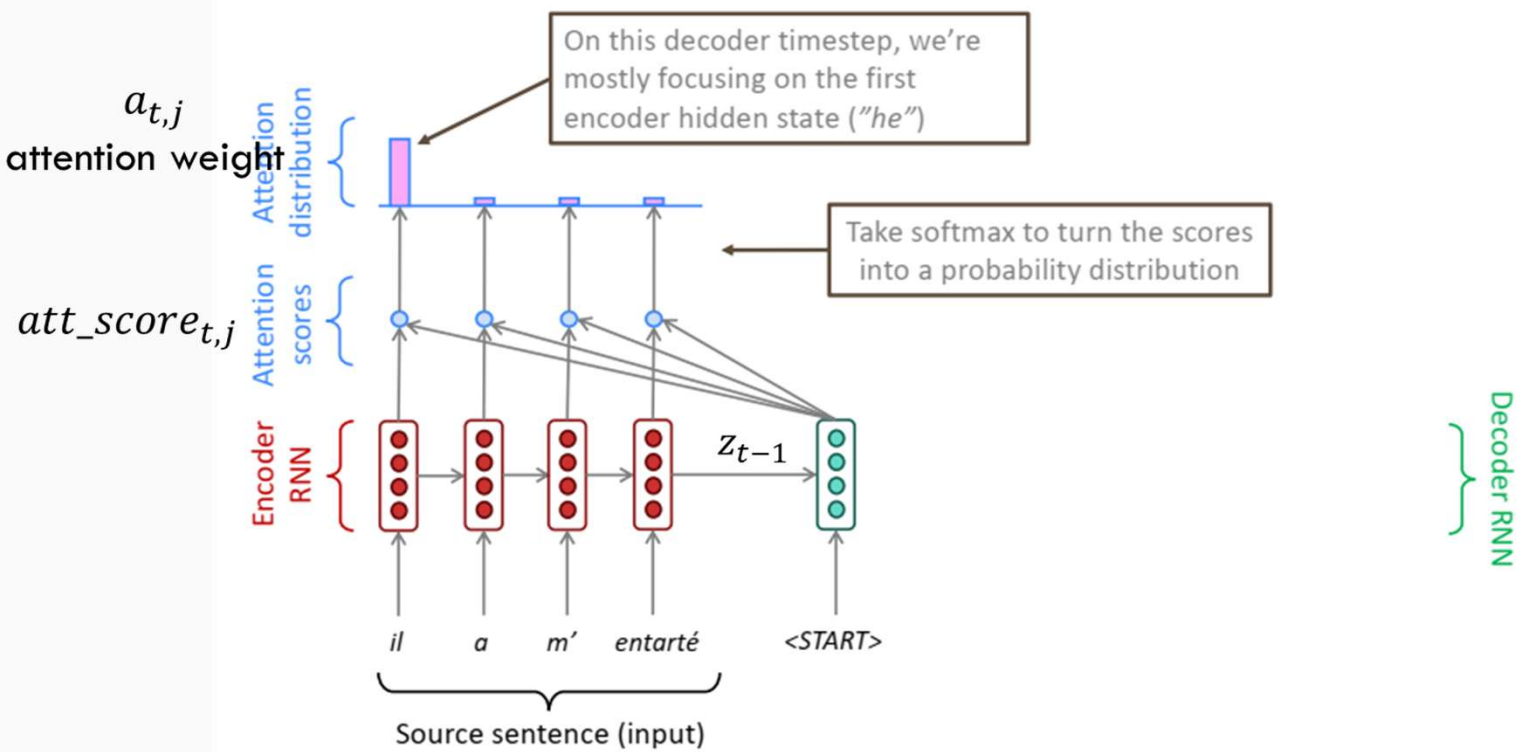 On this decoder timestep, we're
mostly focusing on the first
encoder hidden state ("he")
a_{t,j}
attention weight
Attention
distribution
Take softmax to turn the scores
into a probability distribution
att_score_{t,j}
Attention
scores
Encoder
RNN
z_{t−1}
Decoder RNN
il a m' entarté <START>
Source sentence (input)